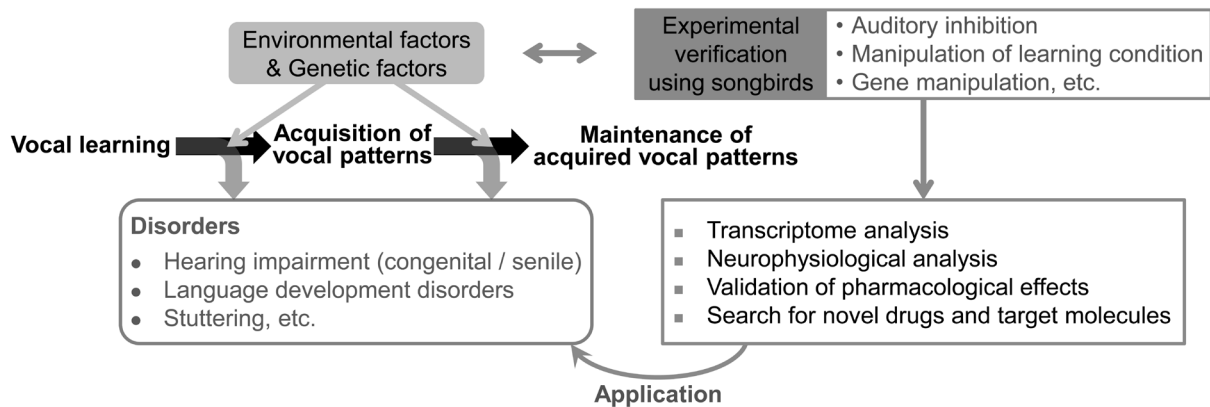 Environmental factors
& Genetic factors
Experimental
verification
using songbirds
• Auditory inhibition
• Manipulation of learning condition
• Gene manipulation, etc.
Vocal learning
Acquisition of
vocal patterns
Maintenance of
acquired vocal patterns
Disorders
• Hearing impairment (congenital / senile)
• Language development disorders
• Stuttering, etc.
▪ Transcriptome analysis
▪ Neurophysiological analysis
▪ Validation of pharmacological effects
▪ Search for novel drugs and target molecules
Application